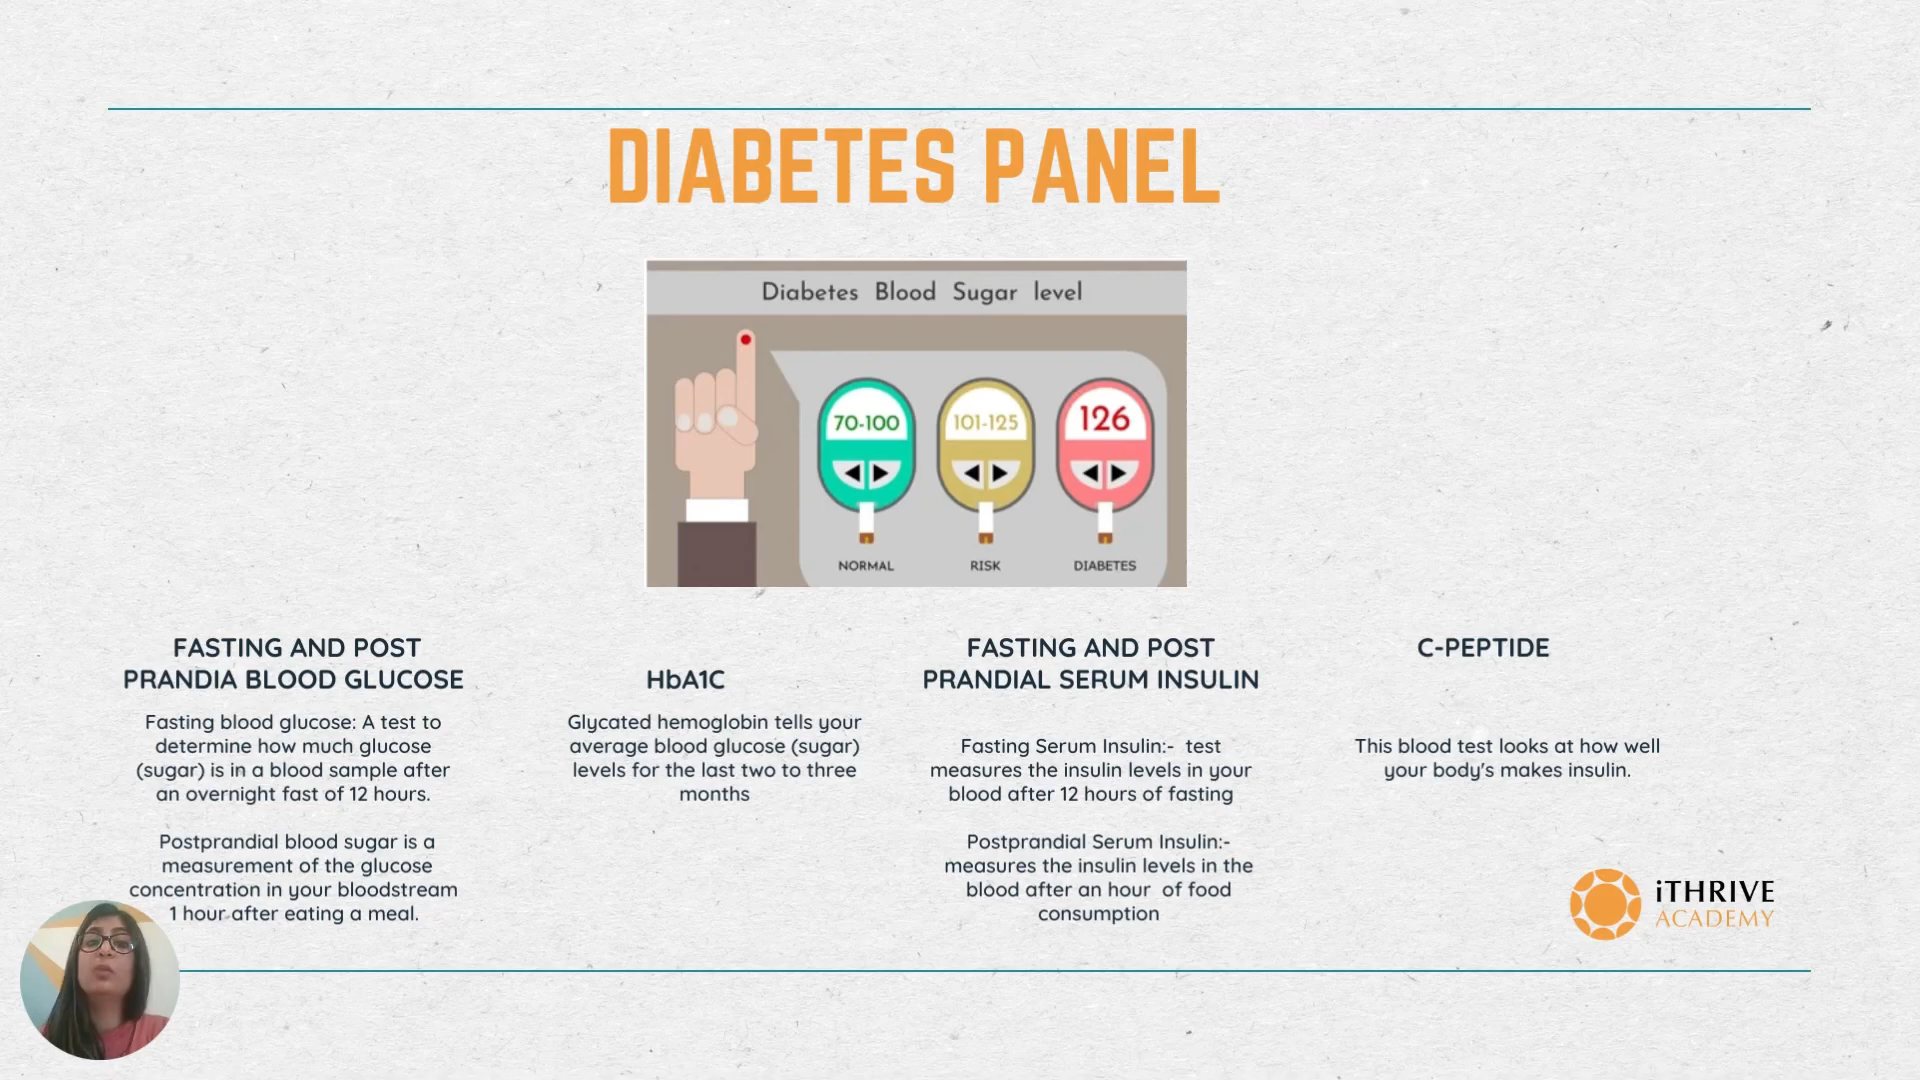 DIABETES PANEL
Diabetes Blood Sugar level
70-100
101-125
126
NORMAL
RISK
DIABETES
FASTING AND POST
PRANDIA BLOOD GLUCOSE
Fasting blood glucose: A test to
determine how much glucose
(sugar) is in a blood sample after
an overnight fast of 12 hours.
Postprandial blood sugar is a
measurement of the glucose
concentration in your bloodstream
1 hour after eating a meal.
HbA1C
Glycated hemoglobin tells your
average blood glucose (sugar)
levels for the last two to three
months
FASTING AND POST
PRANDIAL SERUM INSULIN
Fasting Serum Insulin:- test
measures the insulin levels in your
blood after 12 hours of fasting
Postprandial Serum Insulin:-
measures the insulin levels in the
blood after an hour of food
consumption
C-PEPTIDE
This blood test looks at how well
your body's makes insulin.
iTHRIVE
ACADEMY